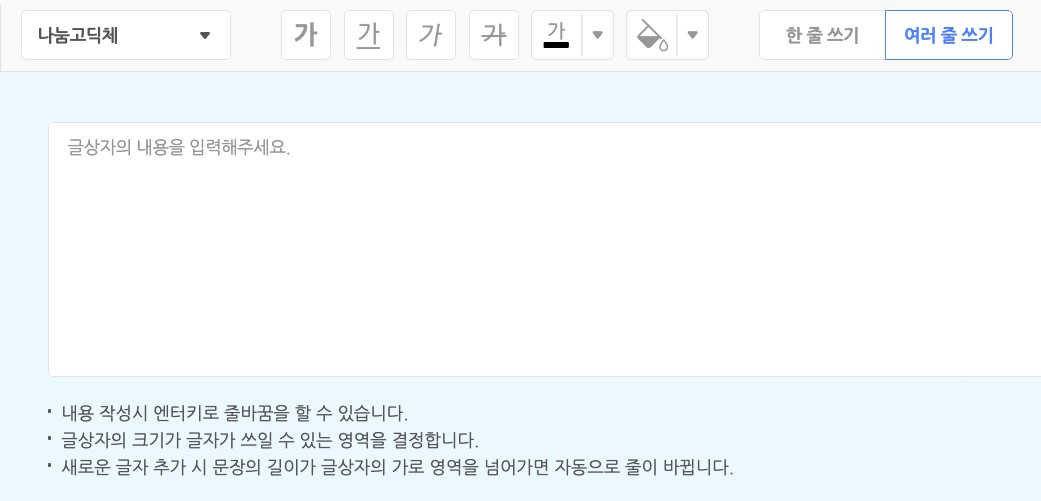 나눔고딕체 가 가 가 가 가 한 줄 쓰기 여러 줄 쓰기
글상자의 내용을 입력해주세요.
· 내용 작성시 엔터키로 줄바꿈을 할 수 있습니다.
· 글상자의 크기가 글자가 쓰일 수 있는 영역을 결정합니다.
· 새로운 글자 추가 시 문장의 길이가 글상자의 가로 영역을 넘어가면 자동으로 줄이 바뀝니다.